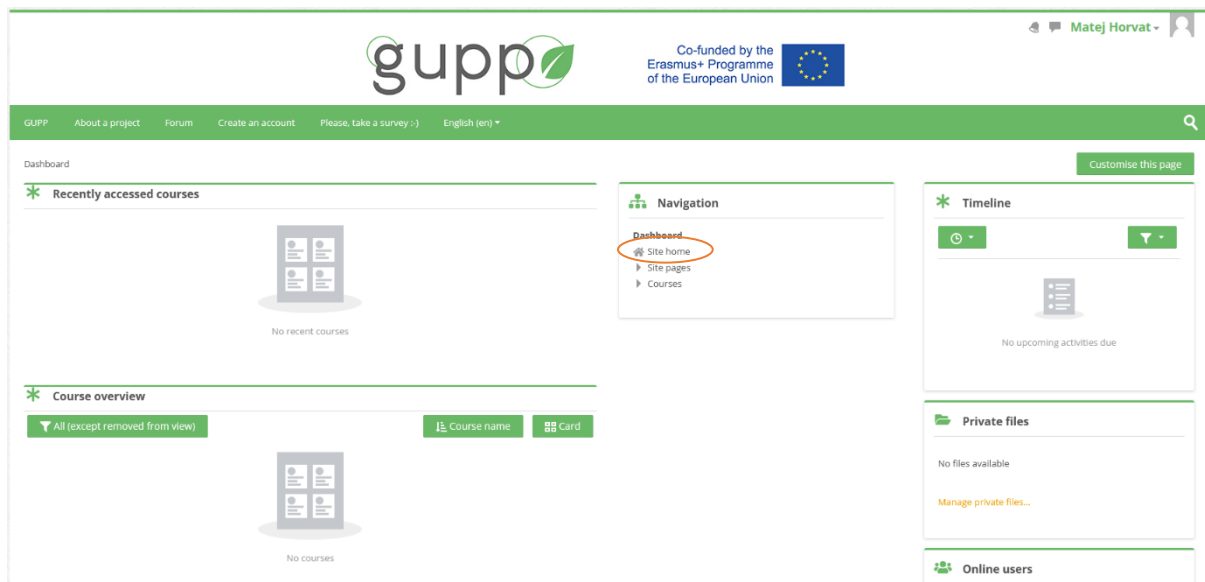 Matej Horvat
gupp
Co-funded by the
Erasmus+ Programme
of the European Union
GUPP About a project Forum Create an account Please, take a survey :-) English (en)
Dashboard
Customise this page
Recently accessed courses
No recent courses
Course overview
All (except removed from view) Course name Card
No courses
Navigation
Dashboard
Site home
Site pages
Courses
Timeline
No upcoming activities due
Private files
No files available
Manage private files...
Online users